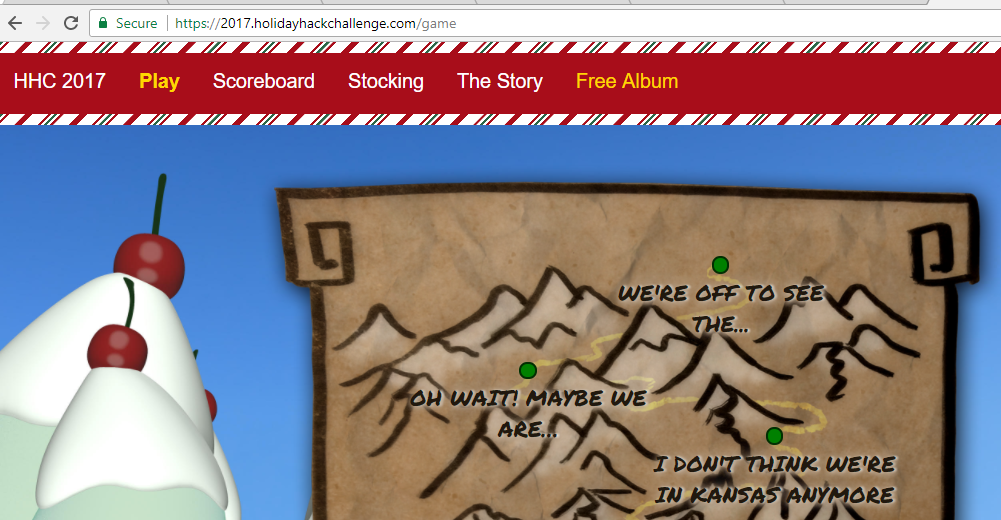 Secure https://2017.holidayhackchallenge.com/game
HHC 2017 Play Scoreboard Stocking The Story Free Album
WE'RE OFF TO SEE
THE...
OH WAIT! MAYBE WE
ARE...
I DON'T THINK WE'RE
IN KANSAS ANYMORE